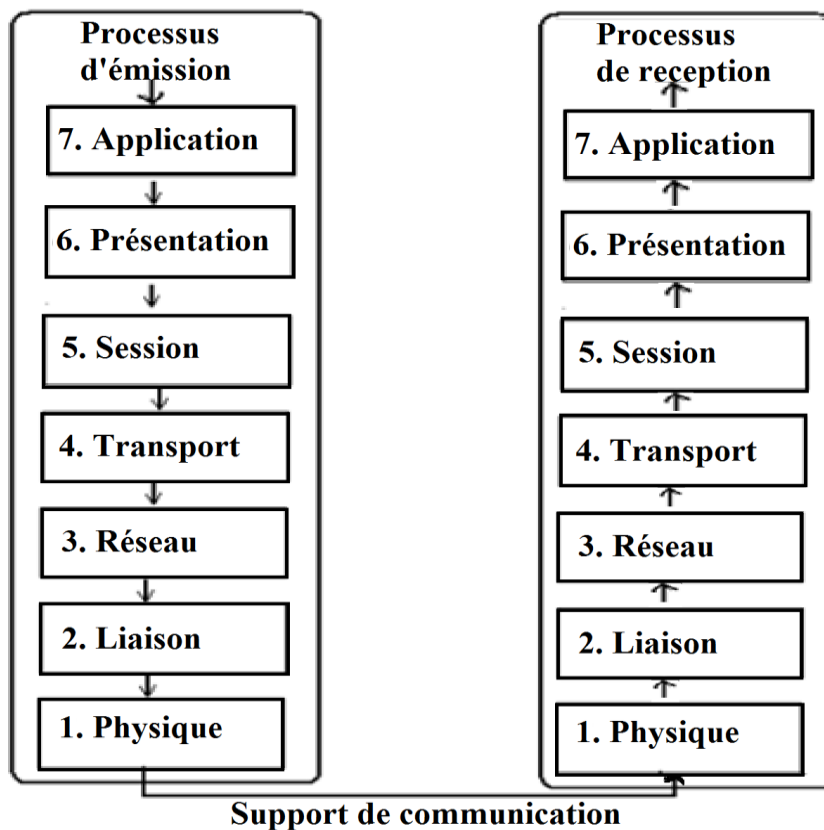 Processus
d'émission
7. Application
6. Présentation
5. Session
4. Transport
3. Réseau
2. Liaison
1. Physique
Processus
de reception
7. Application
6. Présentation
5. Session
4. Transport
3. Réseau
2. Liaison
1. Physique
Support de communication